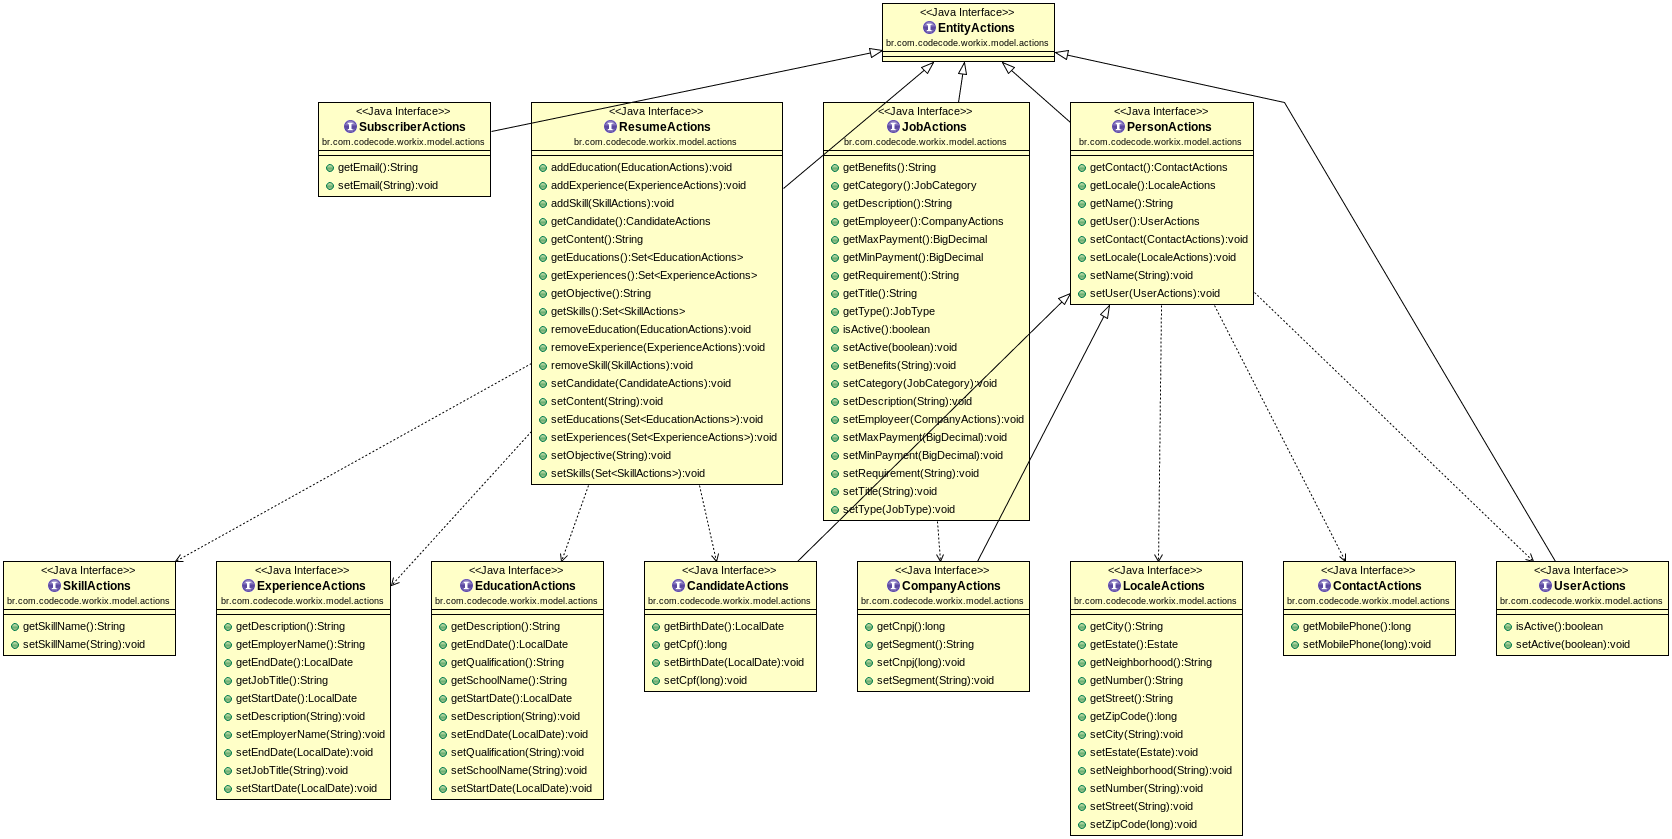 <<Java Interface>>
EntityActions
br.com.codecode.workix.model.actions
<<Java Interface>>
SubscriberActions
br.com.codecode.workix.model.actions
getEmail():String
setEmail(String):void
<<Java Interface>>
ResumeActions
br.com.codecode.workix.model.actions
addEducation(EducationActions):void
addExperience(ExperienceActions):void
addSkill(SkillActions):void
getCandidate():CandidateActions
getContent():String
getEducations():Set<EducationActions>
getExperiences():Set<ExperienceActions>
getObjective():String
getSkills():Set<SkillActions>
removeEducation(EducationActions):void
removeExperience(ExperienceActions):void
removeSkill(SkillActions):void
setCandidate(CandidateActions):void
setContent(String):void
setEducations(Set<EducationActions>):void
setExperiences(Set<ExperienceActions>):void
setObjective(String):void
setSkills(Set<SkillActions>):void
<<Java Interface>>
JobActions
br.com.codecode.workix.model.actions
getBenefits():String
getCategory():JobCategory
getDescription():String
getEmployeer():CompanyActions
getMaxPayment():BigDecimal
getMinPayment():BigDecimal
getRequirement():String
getTitle():String
getType():JobType
isActive():boolean
setActive(boolean):void
setBenefits(String):void
setCategory(JobCategory):void
setDescription(String):void
setEmployeer(CompanyActions):void
setMaxPayment(BigDecimal):void
setMinPayment(BigDecimal):void
setRequirement(String):void
setTitle(String):void
setType(JobType):void
<<Java Interface>>
PersonActions
br.com.codecode.workix.model.actions
getContact():ContactActions
getLocale():LocaleActions
getName():String
getUser():UserActions
setContact(ContactActions):void
setLocale(LocaleActions):void
setName(String):void
setUser(UserActions):void
<<Java Interface>>
SkillActions
br.com.codecode.workix.model.actions
getSkillName():String
setSkillName(String):void
<<Java Interface>>
ExperienceActions
br.com.codecode.workix.model.actions
getDescription():String
getEmployerName():String
getEndDate():LocalDate
getJobTitle():String
getStartDate():LocalDate
setDescription(String):void
setEmployerName(String):void
setEndDate(LocalDate):void
setJobTitle(String):void
setStartDate(LocalDate):void
<<Java Interface>>
EducationActions
br.com.codecode.workix.model.actions
getDescription():String
getEndDate():LocalDate
getQualification():String
getSchoolName():String
getStartDate():LocalDate
setDescription(String):void
setEndDate(LocalDate):void
setQualification(String):void
setSchoolName(String):void
setStartDate(LocalDate):void
<<Java Interface>>
CandidateActions
br.com.codecode.workix.model.actions
getBirthDate():LocalDate
getCpf():long
setBirthDate(LocalDate):void
setCpf(long):void
<<Java Interface>>
CompanyActions
br.com.codecode.workix.model.actions
getCnpj():long
getSegment():String
setCnpj(long):void
setSegment(String):void
<<Java Interface>>
LocaleActions
br.com.codecode.workix.model.actions
getCity():String
getEstate():Estate
getNeighborhood():String
getNumber():String
getStreet():String
getZipCode():long
setCity(String):void
setEstate(Estate):void
setNeighborhood(String):void
setNumber(String):void
setStreet(String):void
setZipCode(long):void
<<Java Interface>>
ContactActions
br.com.codecode.workix.model.actions
getMobilePhone():long
setMobilePhone(long):void
<<Java Interface>>
UserActions
br.com.codecode.workix.model.actions
isActive():boolean
setActive(boolean):void